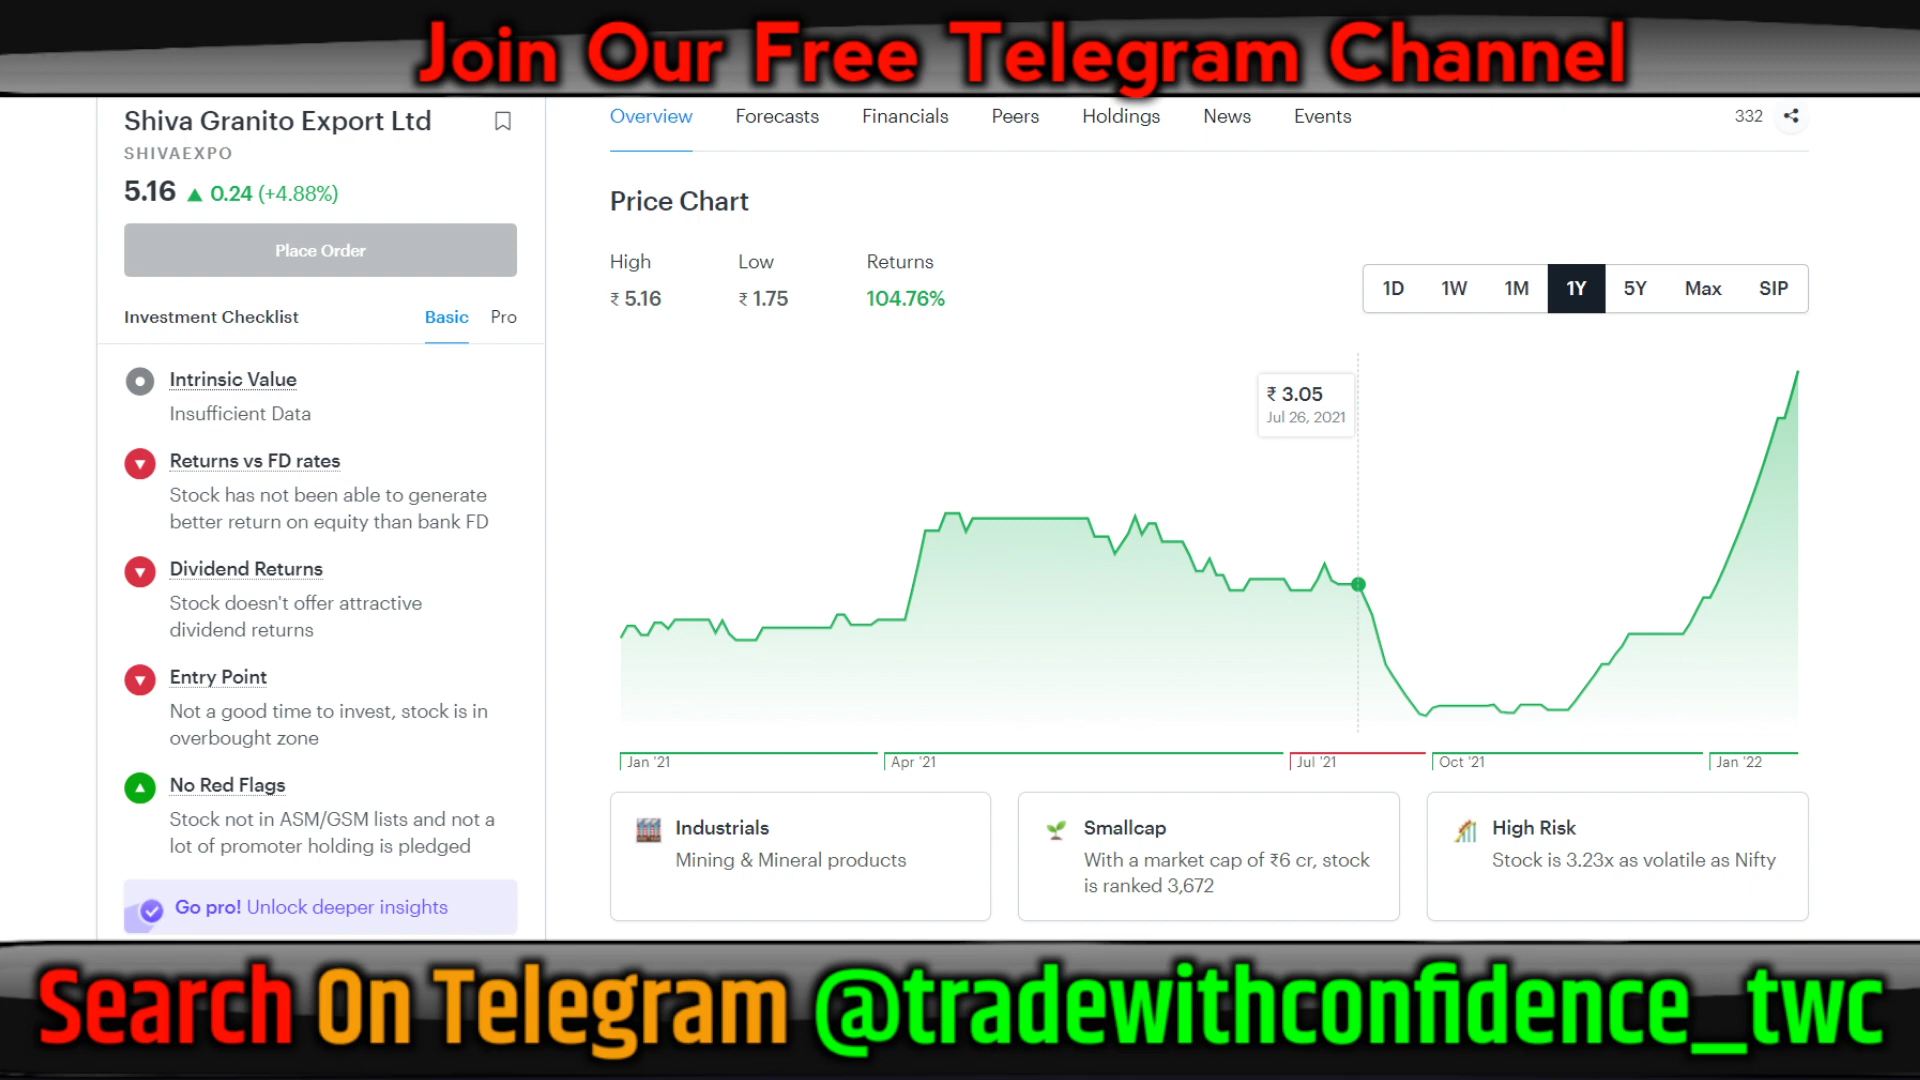 Join Our Free Telegram Channel
Shiva Granito Export Ltd
SHIVAEXPO
5.16 ▲ 0.24 (+4.88%)
Place Order
Investment Checklist Basic Pro
Intrinsic Value
Insufficient Data
Returns vs FD rates
Stock has not been able to generate
better return on equity than bank FD
Dividend Returns
Stock doesn't offer attractive
dividend returns
Entry Point
Not a good time to invest, stock is in
overbought zone
No Red Flags
Stock not in ASM/GSM lists and not a
lot of promoter holding is pledged
Go pro! Unlock deeper insights
Overview Forecasts Financials Peers Holdings News Events 332
Price Chart
High Low Returns
₹ 5.16 ₹ 1.75 104.76%
1D 1W 1M 1Y 5Y Max SIP
₹ 3.05
Jul 26, 2021
Jan '21 Apr '21 Jul '21 Oct '21 Jan '22
Industrials
Mining & Mineral products
Smallcap
With a market cap of ₹6 cr, stock
is ranked 3,672
High Risk
Stock is 3.23x as volatile as Nifty
Search On Telegram @tradewithconfidence_twc